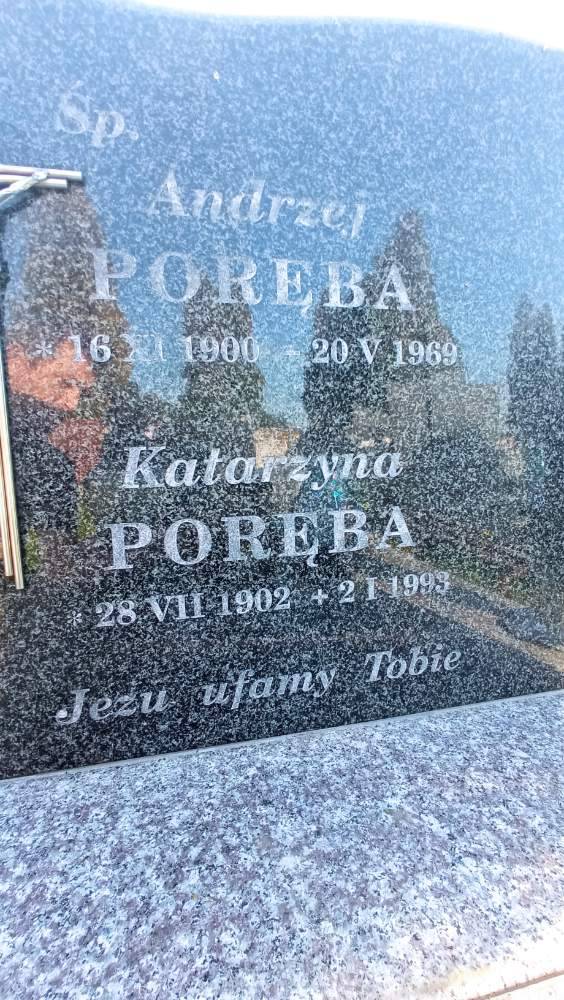 Śp.
Andrzej
PORĘBA
* 16 XI 1900 + 20 V 1969
Katarzyna
PORĘBA
* 28 VII 1902 + 2 I 1993
Jezu ufamy Tobie